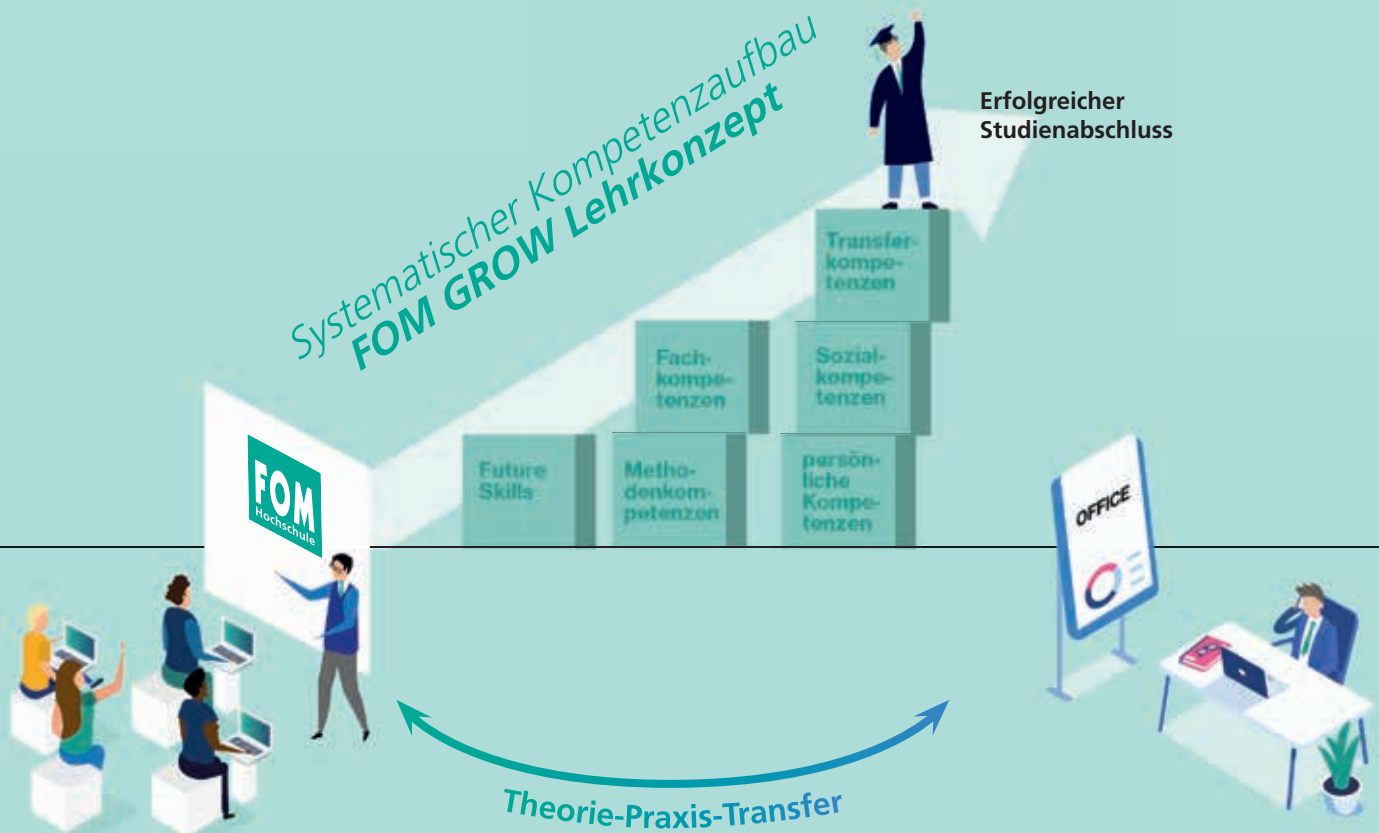 Systematischer Kompetenzaufbau
FOM GROW Lehrkonzept
Erfolgreicher
Studienabschluss
Transfer-
kompe-
tenzen
Fach-
kompe-
tenzen
Sozial-
kompe-
tenzen
Future
Skills
Metho-
denkom-
petenzen
persön-
liche
Kompe-
tenzen
FOM
Hochschule
OFFICE
Theorie-Praxis-Transfer